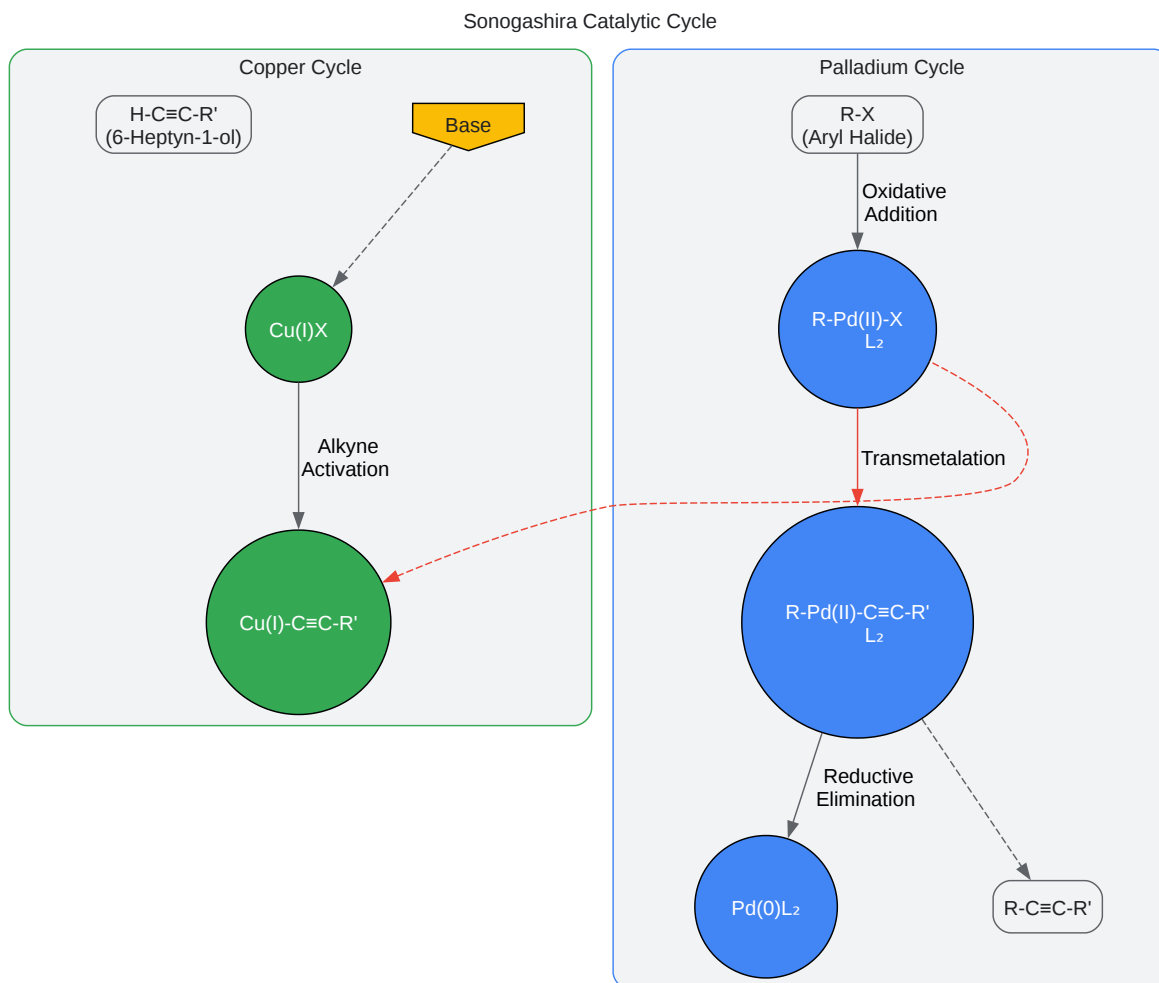 Sonogashira Catalytic Cycle
Copper Cycle
H-C≡C-R'
(6-Heptyn-1-ol)
Base
Cu(I)X
Alkyne
Activation
Cu(I)-C≡C-R'
Palladium Cycle
R-X
(Aryl Halide)
Oxidative
Addition
R-Pd(II)-X
L₂
Transmetalation
R-Pd(II)-C≡C-R'
L₂
Reductive
Elimination
Pd(0)L₂
R-C≡C-R'